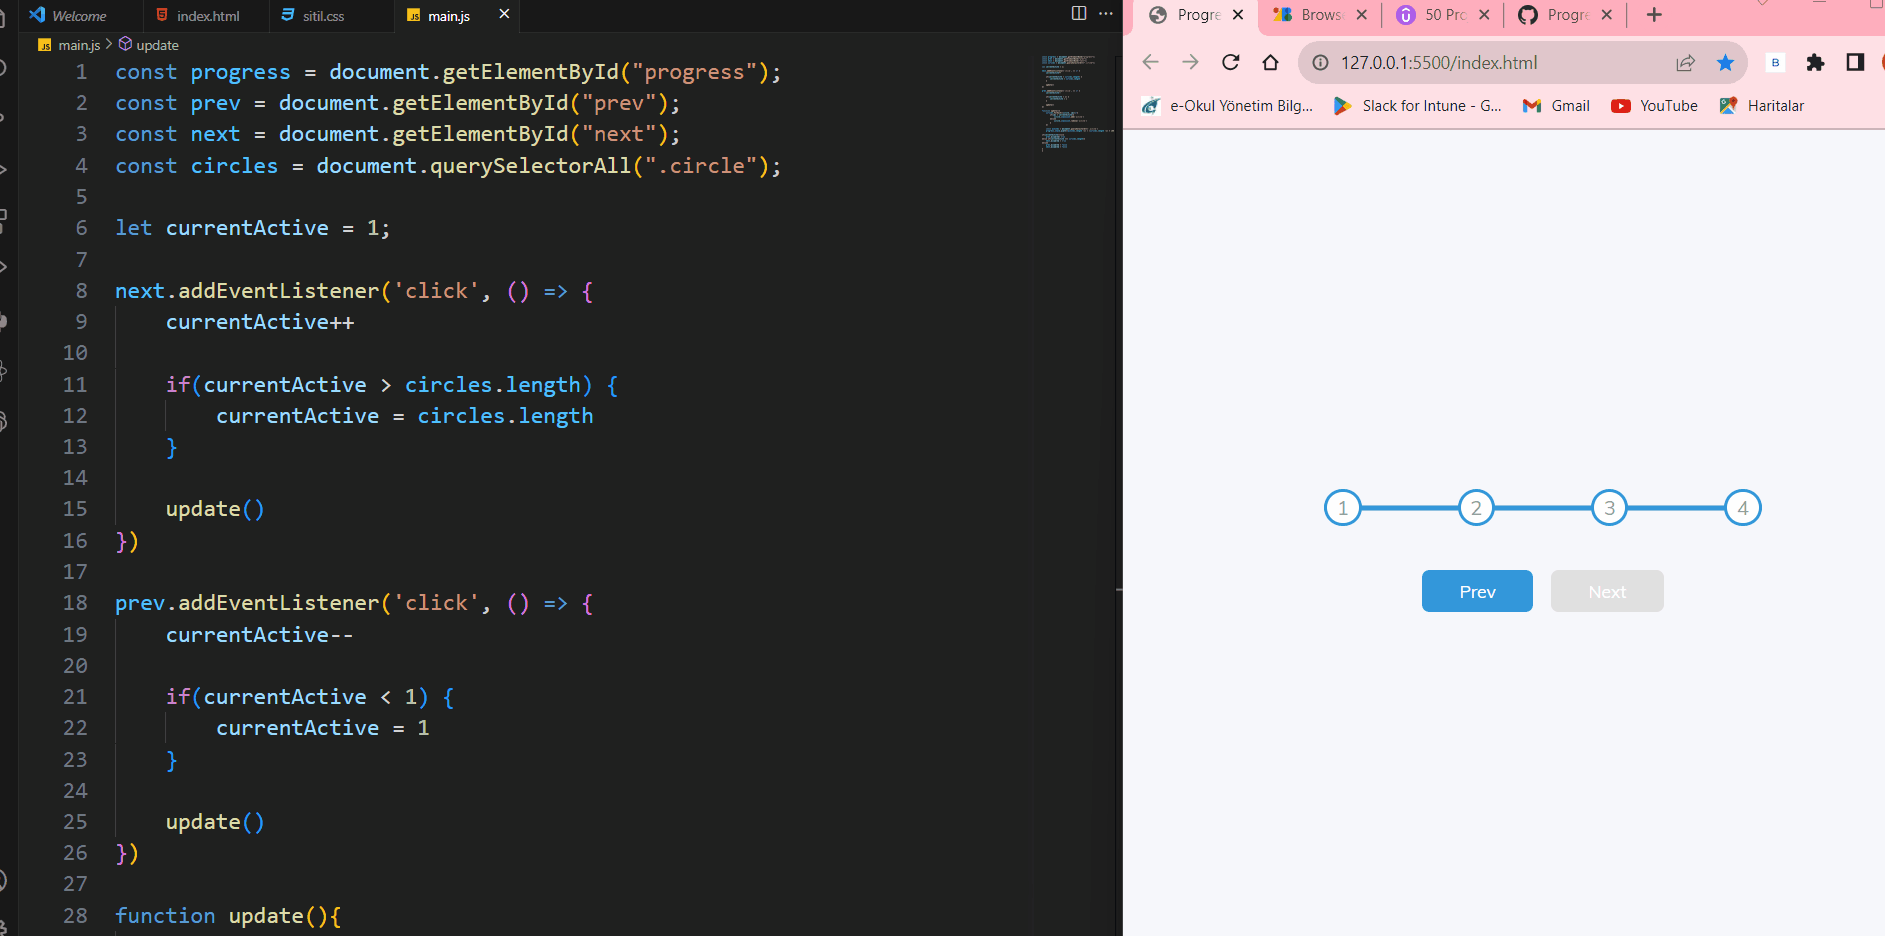 Welcome index.html sitil.css main.js
main.js > update
1 const progress = document.getElementById("progress");
2 const prev = document.getElementById("prev");
3 const next = document.getElementById("next");
4 const circles = document.querySelectorAll(".circle");
5
6 let currentActive = 1;
7
8 next.addEventListener('click', () => {
9 currentActive++
10
11 if(currentActive > circles.length) {
12 currentActive = circles.length
13 }
14
15 update()
16 })
17
18 prev.addEventListener('click', () => {
19 currentActive--
20
21 if(currentActive < 1) {
22 currentActive = 1
23 }
24
25 update()
26 })
27
28 function update(){
Progre Brows 50 Pro Progre
127.0.0.1:5500/index.html B
e-Okul Yönetim Bilg... Slack for Intune - G... Gmail YouTube Haritalar
1 2 3 4
Prev Next